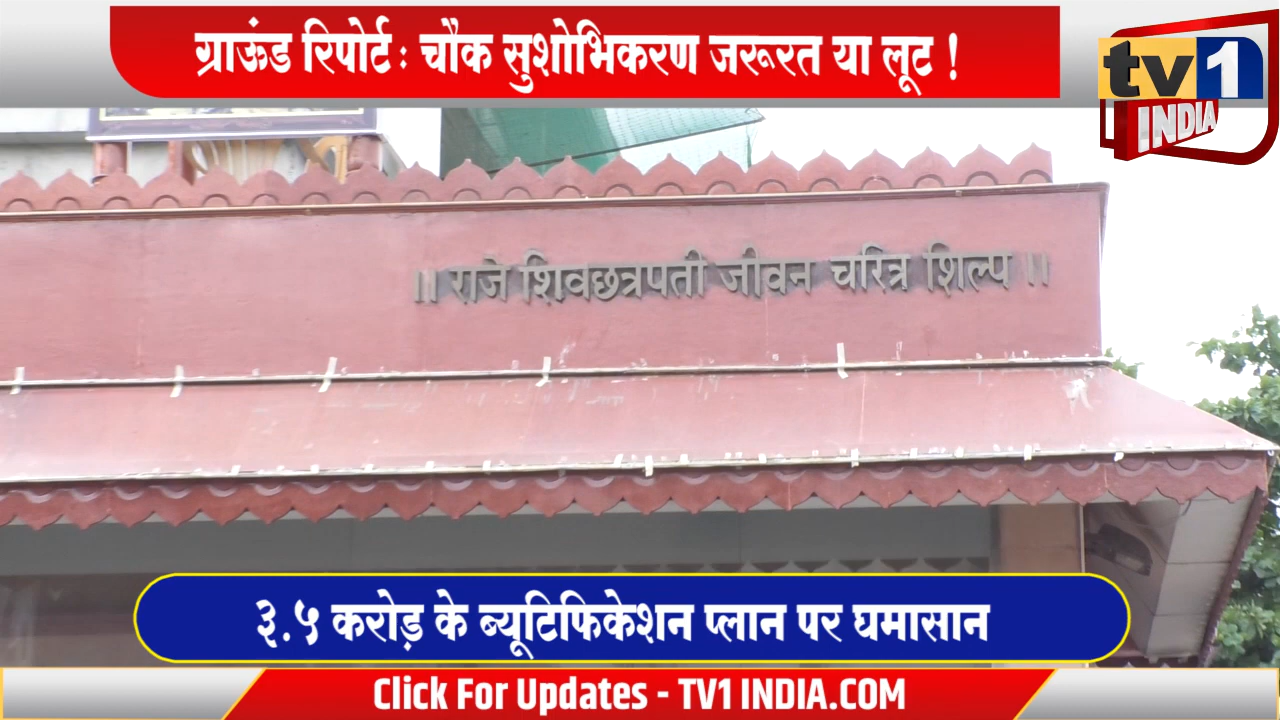 ग्राऊंड रिपोर्ट : चौक सुशोभिकरण जरूरत या लूट !
tv1
INDIA
॥ राजे शिवछत्रपती जीवन चरित्र शिल्प ॥
३.५ करोड़ के ब्यूटिफिकेशन प्लान पर घमासान
Click For Updates - TV1 INDIA.COM